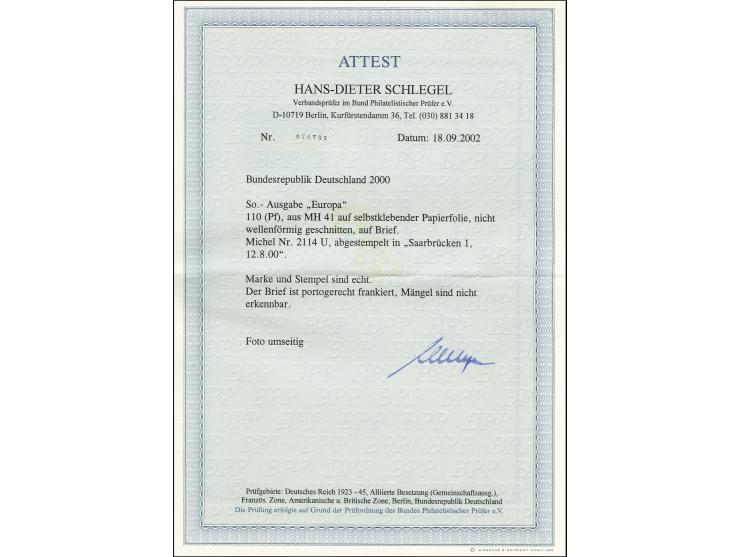 ATTEST
HANS-DIETER SCHLEGEL
Verbandsprüfer im Bund Philatelistischer Prüfer e.V.
D-10719 Berlin, Kurfürstendamm 36, Tel. (030) 881 34 18
Nr. Datum: 18.09.2002
Bundesrepublik Deutschland 2000
So.- Ausgabe „Europa“
110 (Pf), aus MH 41 auf selbstklebender Papierfolie, nicht
wellenförmig geschnitten, auf Brief.
Michel Nr. 2114 U, abgestempelt in „Saarbrücken 1,
12.8.00“.
Marke und Stempel sind echt.
Der Brief ist portogerecht frankiert, Mängel sind nicht
erkennbar.
Foto umseitig
Prüfgebiete: Deutsches Reich 1923 - 45, Alliierte Besetzung (Gemeinschaftsausg.),
Französ. Zone, Amerikanische u. Britische Zone, Berlin, Bundesrepublik Deutschland
Die Prüfung erfolgte auf Grund der Prüfordnung des Bundes Philatelistischer Prüfer e.V.